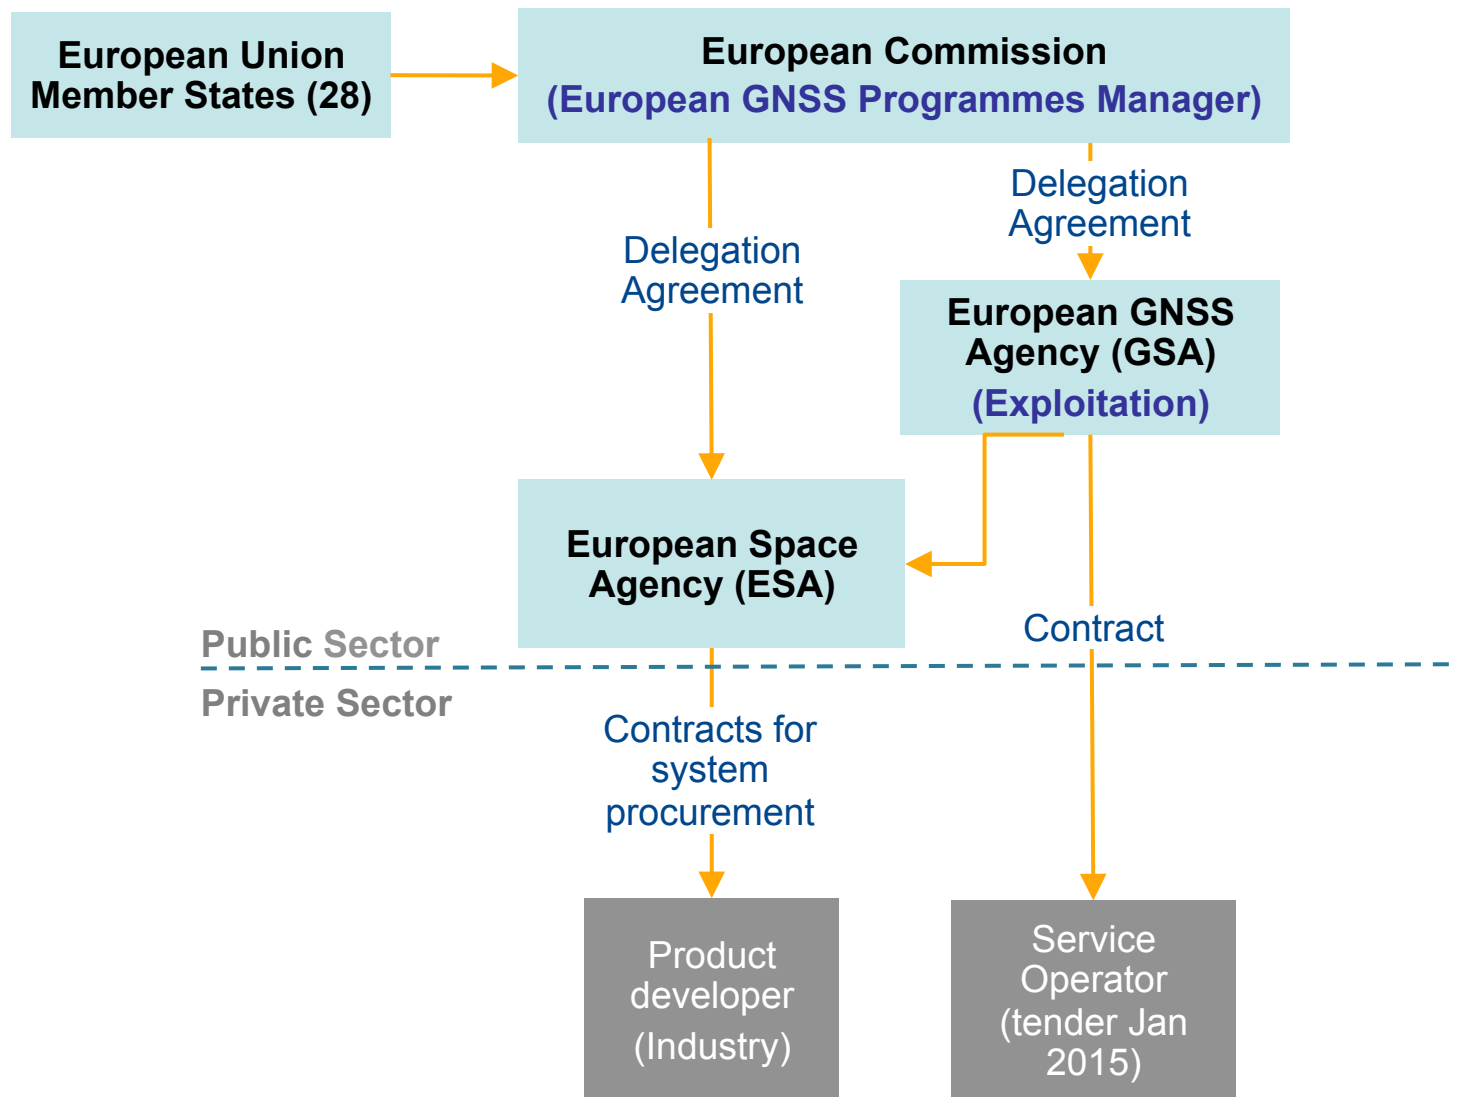 European Union
Member States (28)
European Commission
(European GNSS Programmes Manager)
Delegation
Agreement
Delegation
Agreement
European GNSS
Agency (GSA)
(Exploitation)
European Space
Agency (ESA)
Contract
Public Sector
Private Sector
Contracts for
system
procurement
Product
developer
(Industry)
Service
Operator
(tender Jan
2015)